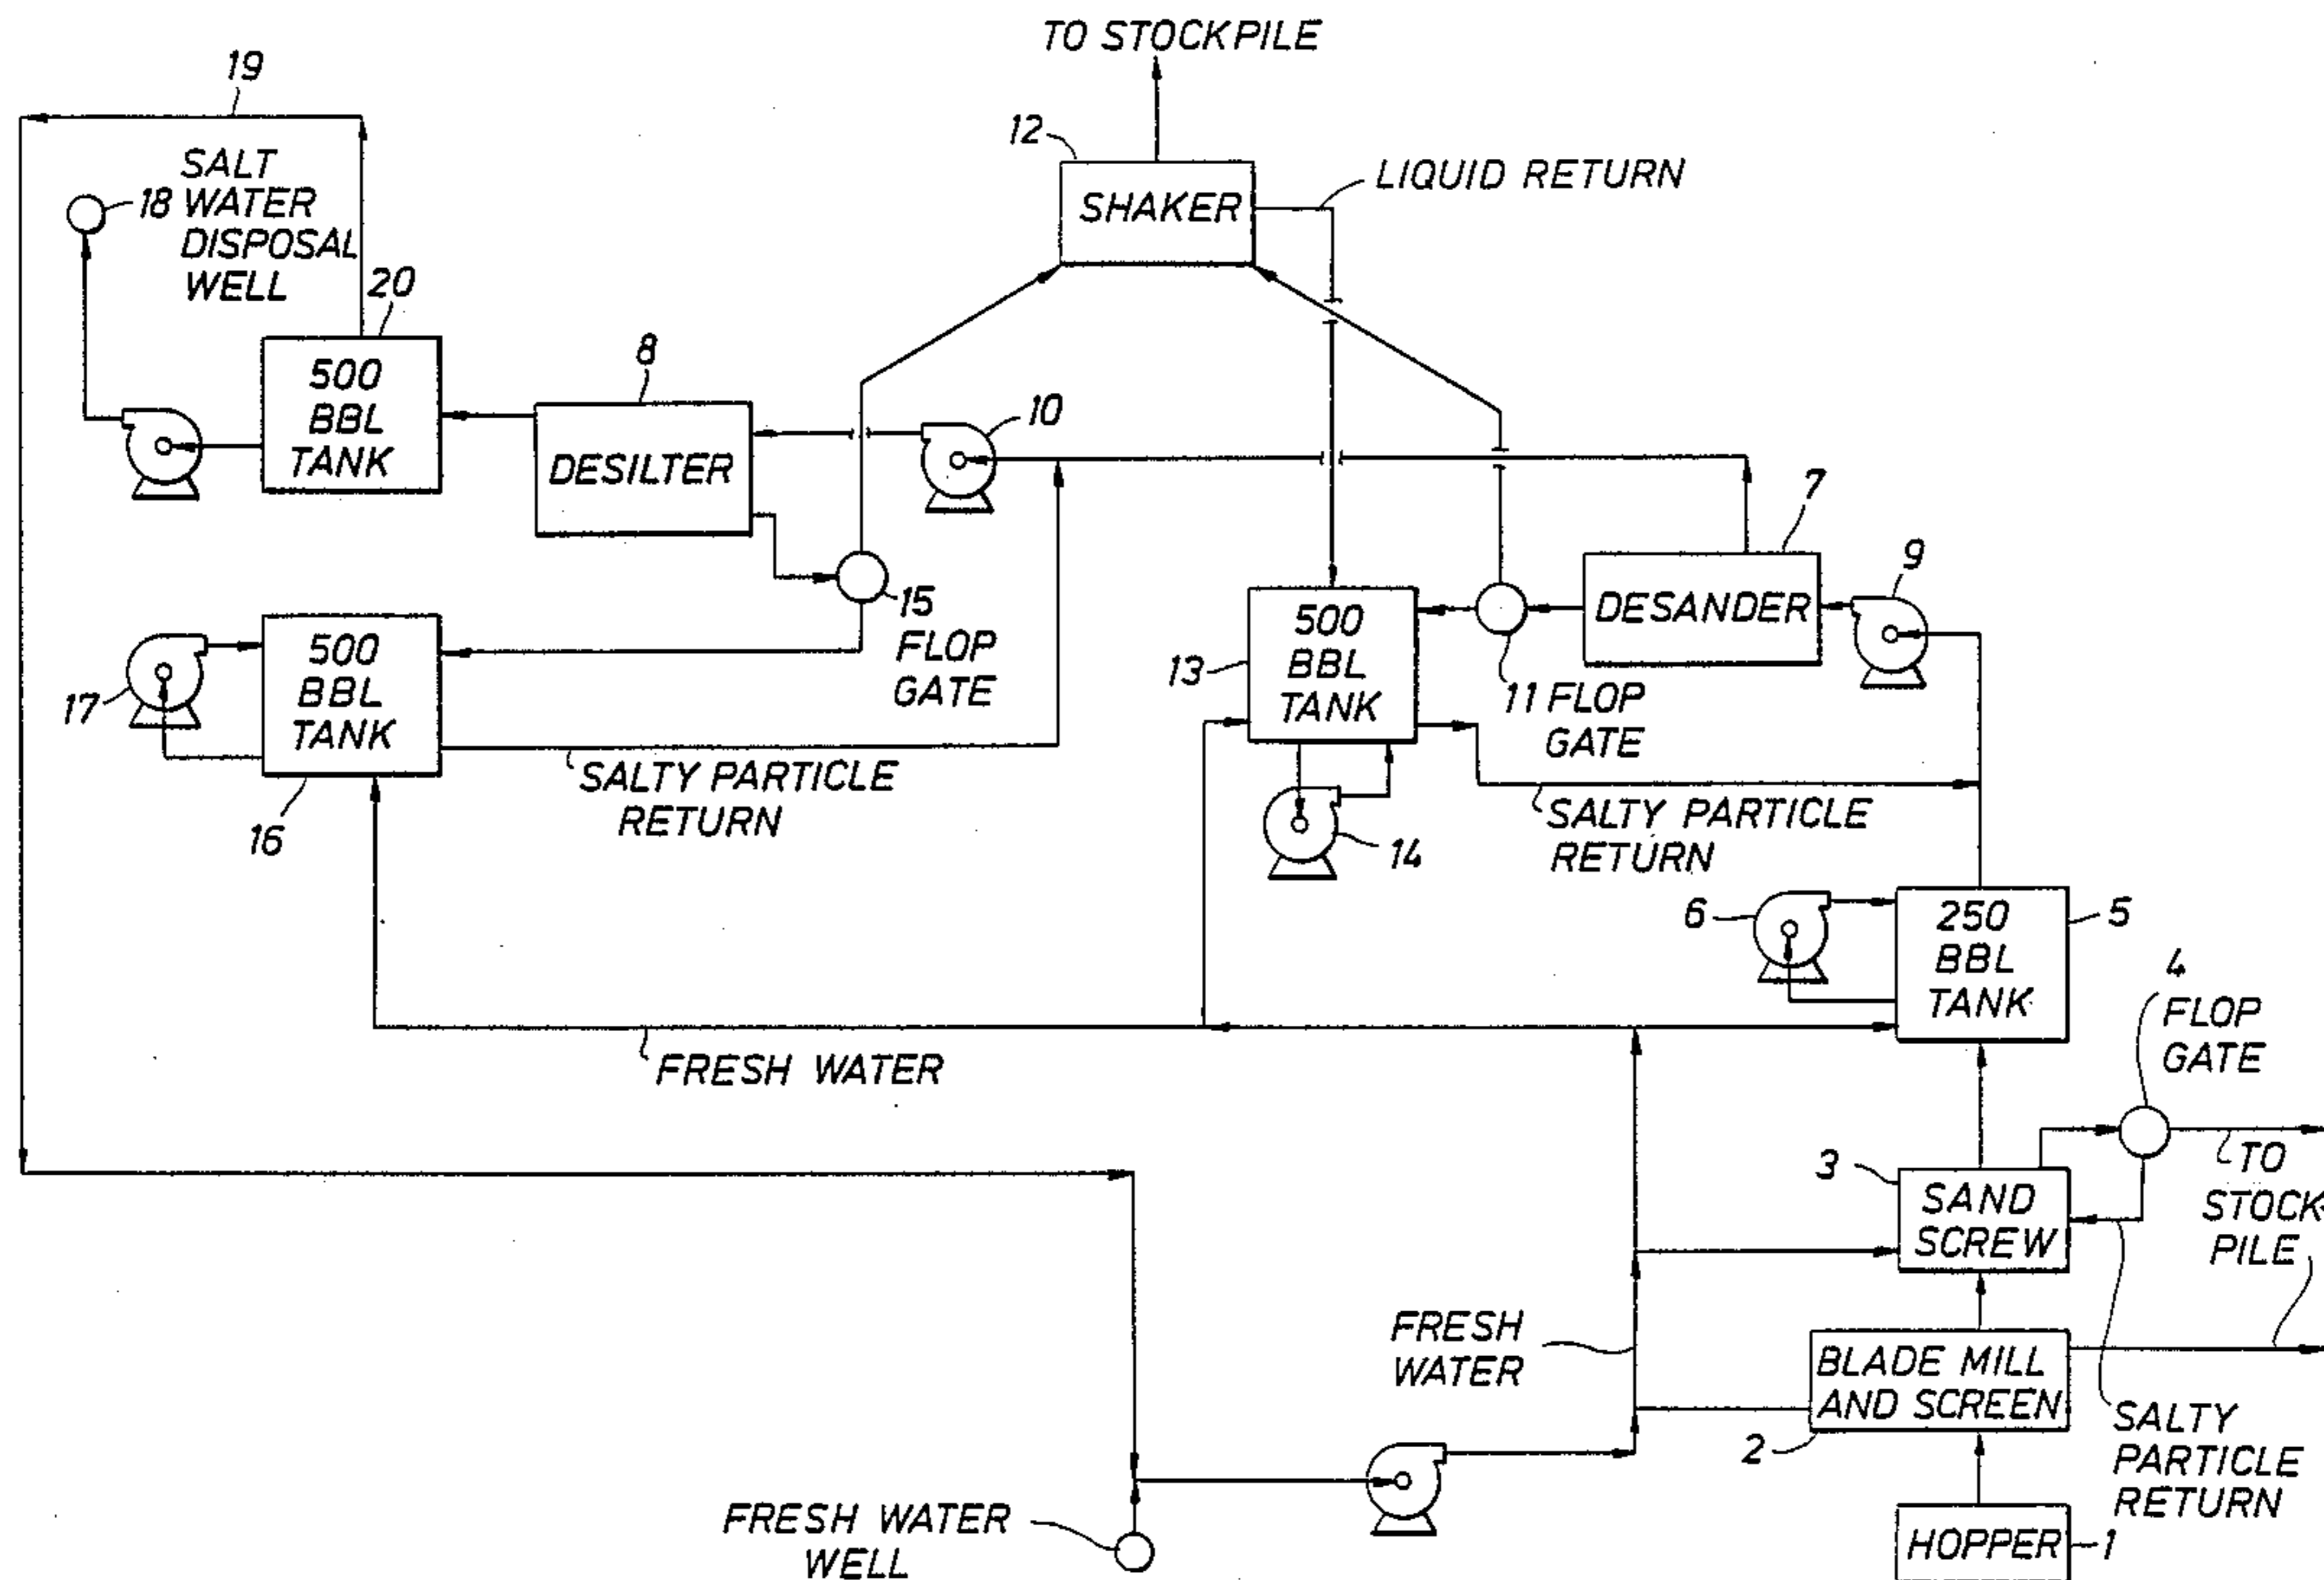 TO STOCKPILE
19
12
SHAKER
LIQUID RETURN
18
SALT
WATER
DISPOSAL
WELL
20
500
BBL
TANK
8
DESILTER
10
7
DESANDER
9
15
FLOP
GATE
500
BBL
TANK
17
16
SALTY PARTICLE
RETURN
500
BBL
TANK
13
11 FLOP
GATE
14
SALTY PARTICLE
RETURN
6
250
BBL
TANK
5
4
FLOP
GATE
FRESH WATER
3
SAND
SCREW
TO
STOCK-
PILE
FRESH
WATER
BLADE MILL
AND SCREEN
2
SALTY
PARTICLE
RETURN
FRESH WATER
WELL
HOPPER
1